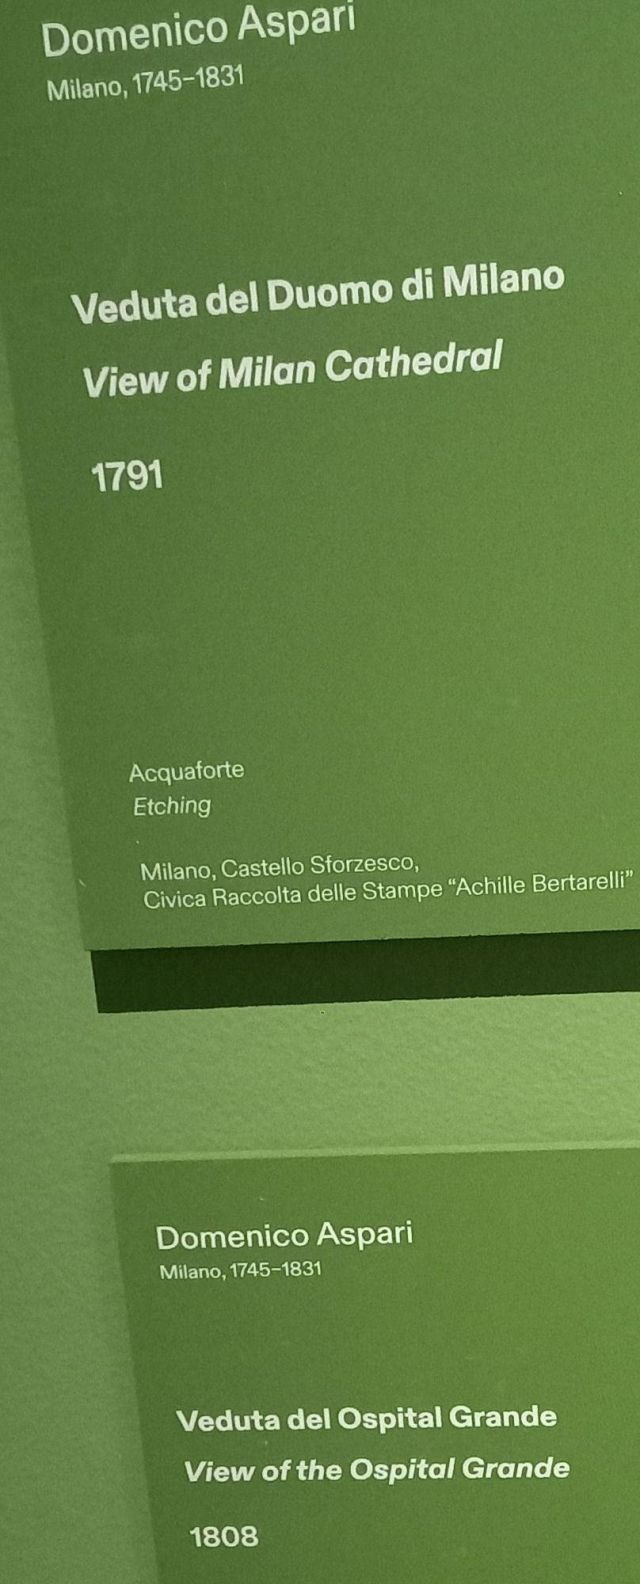 Domenico Aspari
Milano, 1745–1831
Veduta del Duomo di Milano
View of Milan Cathedral
1791
Acquaforte
Etching
Milano, Castello Sforzesco,
Civica Raccolta delle Stampe “Achille Bertarelli”
Domenico Aspari
Milano, 1745–1831
Veduta del Ospital Grande
View of the Ospital Grande
1808